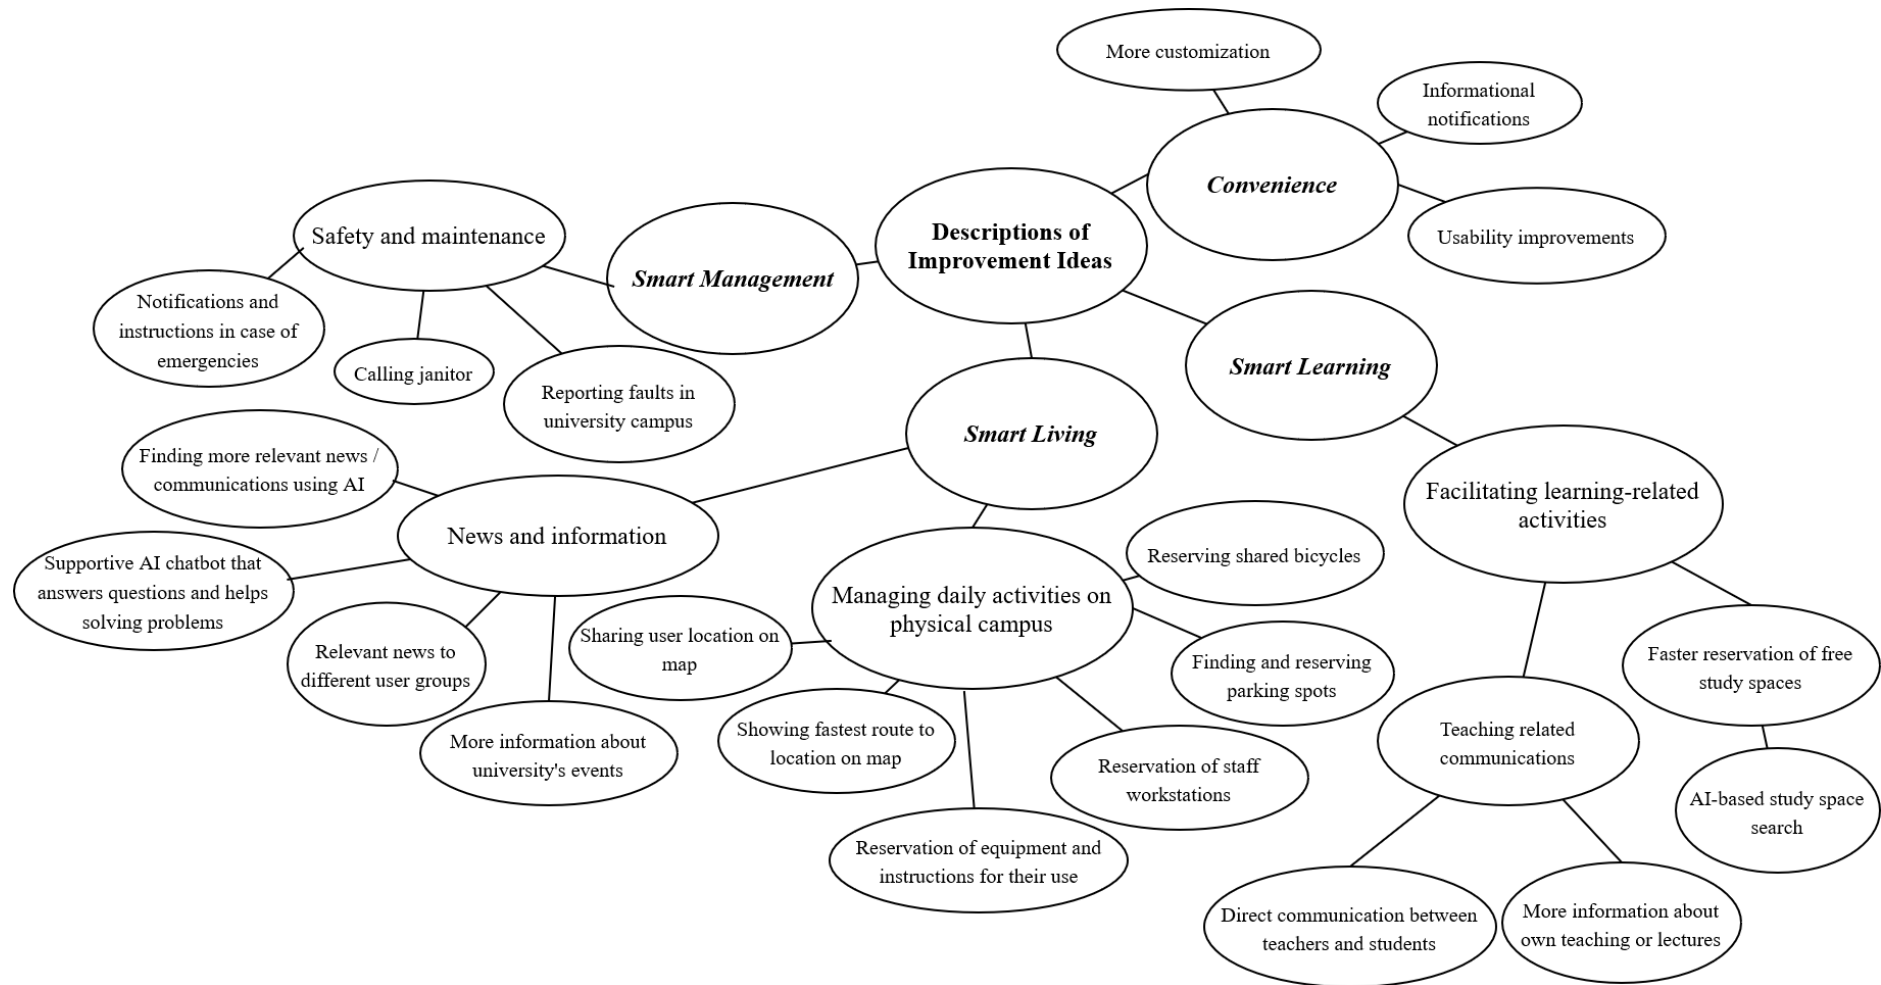 More customization
Informational
notifications
Convenience
Usability improvements
Descriptions of
Improvement Ideas
Safety and maintenance
Smart Management
Notifications and
instructions in case of
emergencies
Calling janitor
Reporting faults in
university campus
Smart Learning
Smart Living
Finding more relevant news /
communications using AI
News and information
Supportive AI chatbot that
answers questions and helps
solving problems
Relevant news to
different user groups
More information about
university's events
Managing daily activities on
physical campus
Reserving shared bicycles
Sharing user location on
map
Finding and reserving
parking spots
Showing fastest route to
location on map
Reservation of staff
workstations
Reservation of equipment and
instructions for their use
Facilitating learning-related
activities
Faster reservation of free
study spaces
Teaching related
communications
AI-based study space
search
Direct communication between
teachers and students
More information about
own teaching or lectures